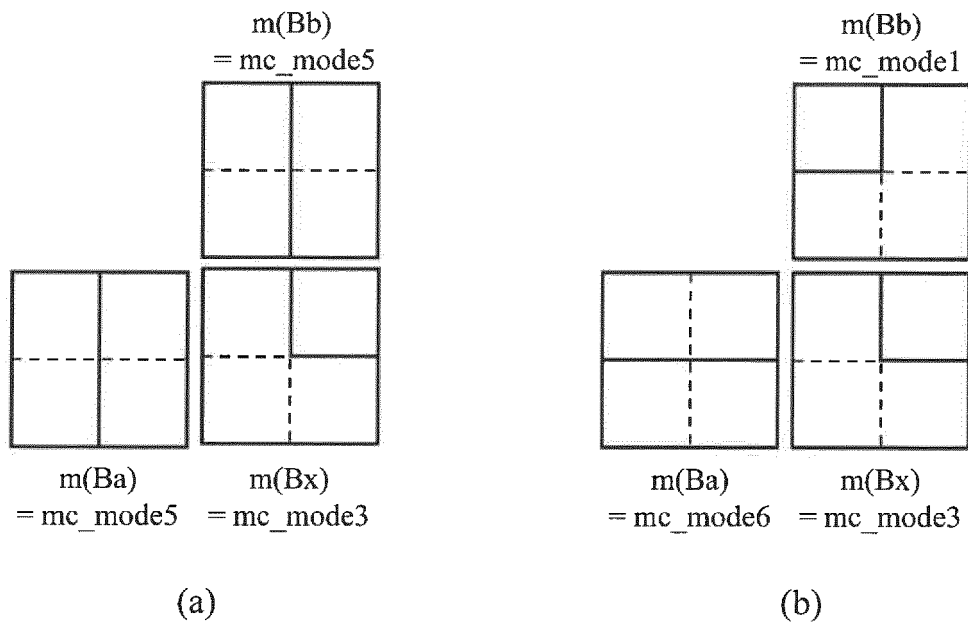 m(Bb)
= mc_mode5
m(Ba)
= mc_mode5
m(Bx)
= mc_mode3
(a)
m(Bb)
= mc_mode1
m(Ba)
= mc_mode6
m(Bx)
= mc_mode3
(b)